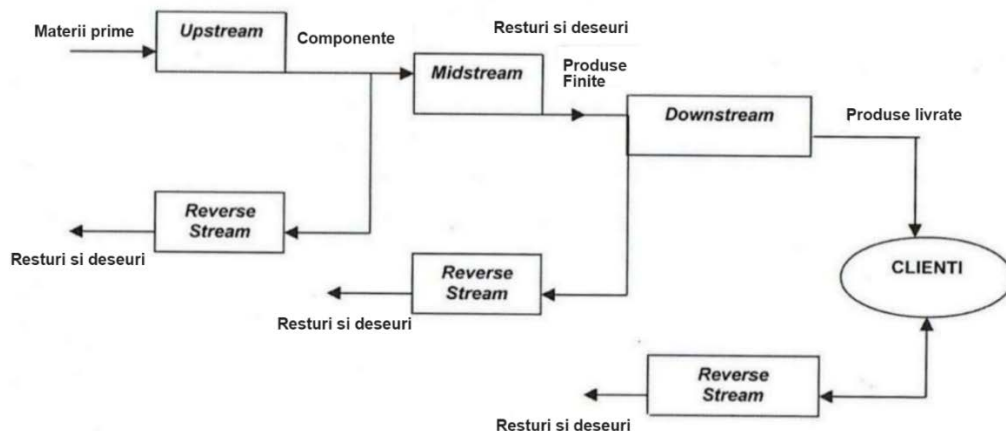 Materii prime
Upstream
Componente
Resturi si deseuri
Midstream
Produse
Finite
Downstream
Produse livrate
Reverse
Stream
Resturi si deseuri
Reverse
Stream
Resturi si deseuri
CLIENTI
Reverse
Stream
Resturi si deseuri